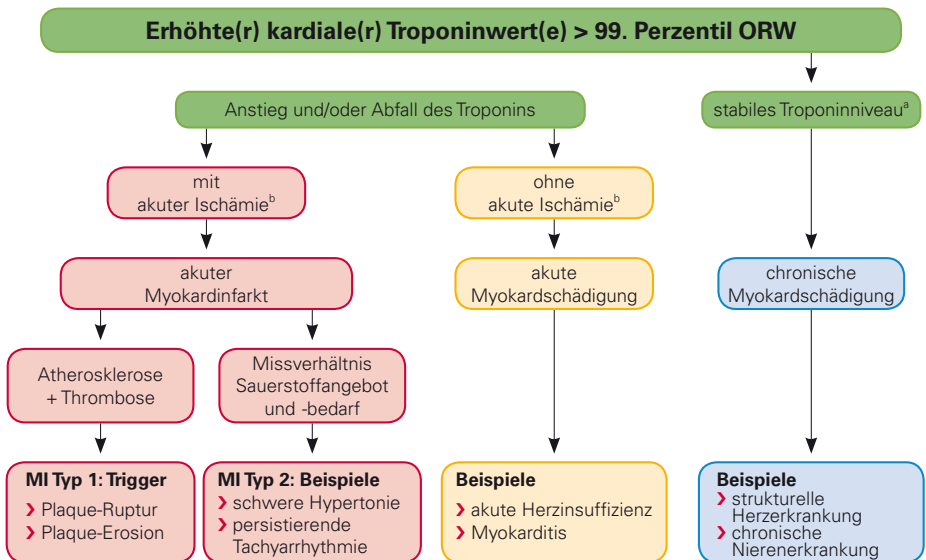 Erhöhte(r) kardiale(r) Troponinwert(e) > 99. Perzentil ORW
Anstieg und/oder Abfall des Troponins
stabiles Troponinniveauᵃ
mit
akuter Ischämieᵇ
ohne
akute Ischämieᵇ
akuter
Myokardinfarkt
akute
Myokardschädigung
chronische
Myokardschädigung
Atherosklerose
+ Thrombose
Missverhältnis
Sauerstoffangebot
und -bedarf
MI Typ 1: Trigger
❯ Plaque-Ruptur
❯ Plaque-Erosion
MI Typ 2: Beispiele
❯ schwere Hypertonie
❯ persistierende
Tachyarrhythmie
Beispiele
❯ akute Herzinsuffizienz
❯ Myokarditis
Beispiele
❯ strukturelle
Herzerkrankung
❯ chronische
Nierenerkrankung